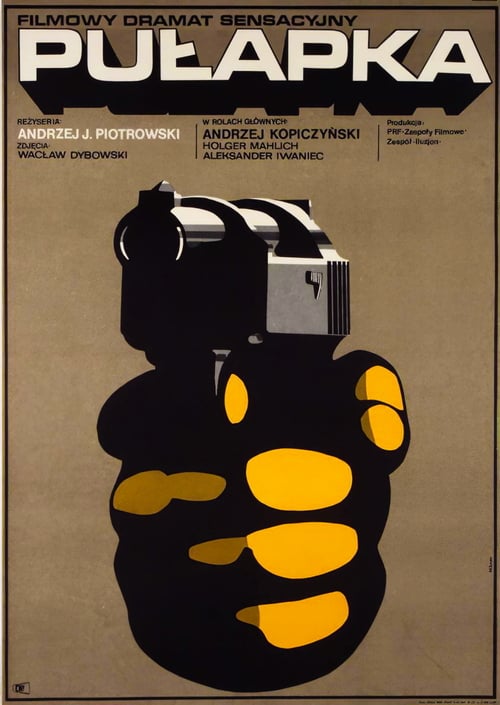 FILMOWY DRAMAT SENSACYJNY
PUŁAPKA
REŻYSERIA:
ANDRZEJ J. PIOTROWSKI
ZDJĘCIA:
WACŁAW DYBOWSKI
W ROLACH GŁÓWNYCH:
ANDRZEJ KOPICZYŃSKI
HOLGER MAHLICH
ALEKSANDER IWANIEC
Produkcja:
PRF-Zespoły Filmowe-
Zespół-Iluzjon-